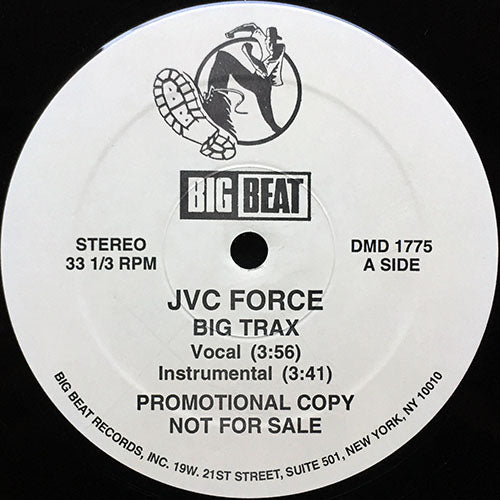 BIG BEAT
STEREO
33 1/3 RPM
DMD 1775
A SIDE
JVC FORCE
BIG TRAX
Vocal (3:56)
Instrumental (3:41)
PROMOTIONAL COPY
NOT FOR SALE
BIG BEAT RECORDS, INC. 19W. 21ST STREET, SUITE 501, NEW YORK, NY 10010